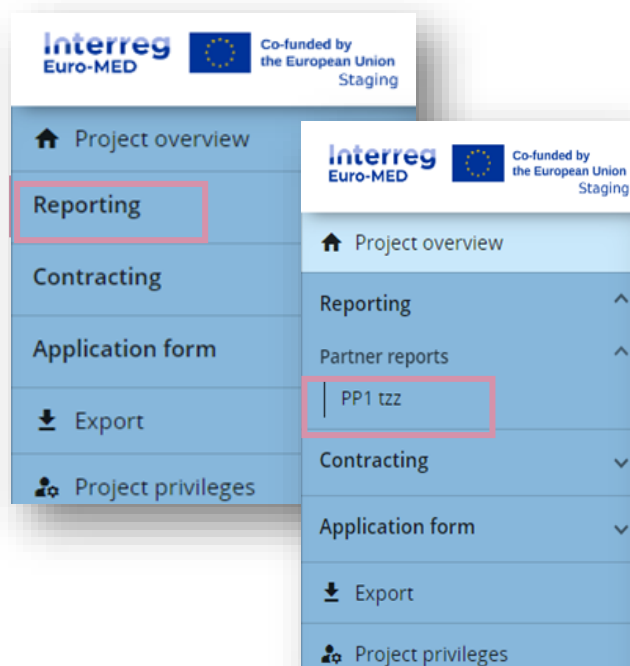 Interreg
Euro-MED
Co-funded by
the European Union
Staging
Project overview
Reporting
Contracting
Application form
Export
Project privileges
Interreg
Euro-MED
Co-funded by
the European Union
Staging
Project overview
Reporting
Partner reports
PP1 tzz
Contracting
Application form
Export
Project privileges